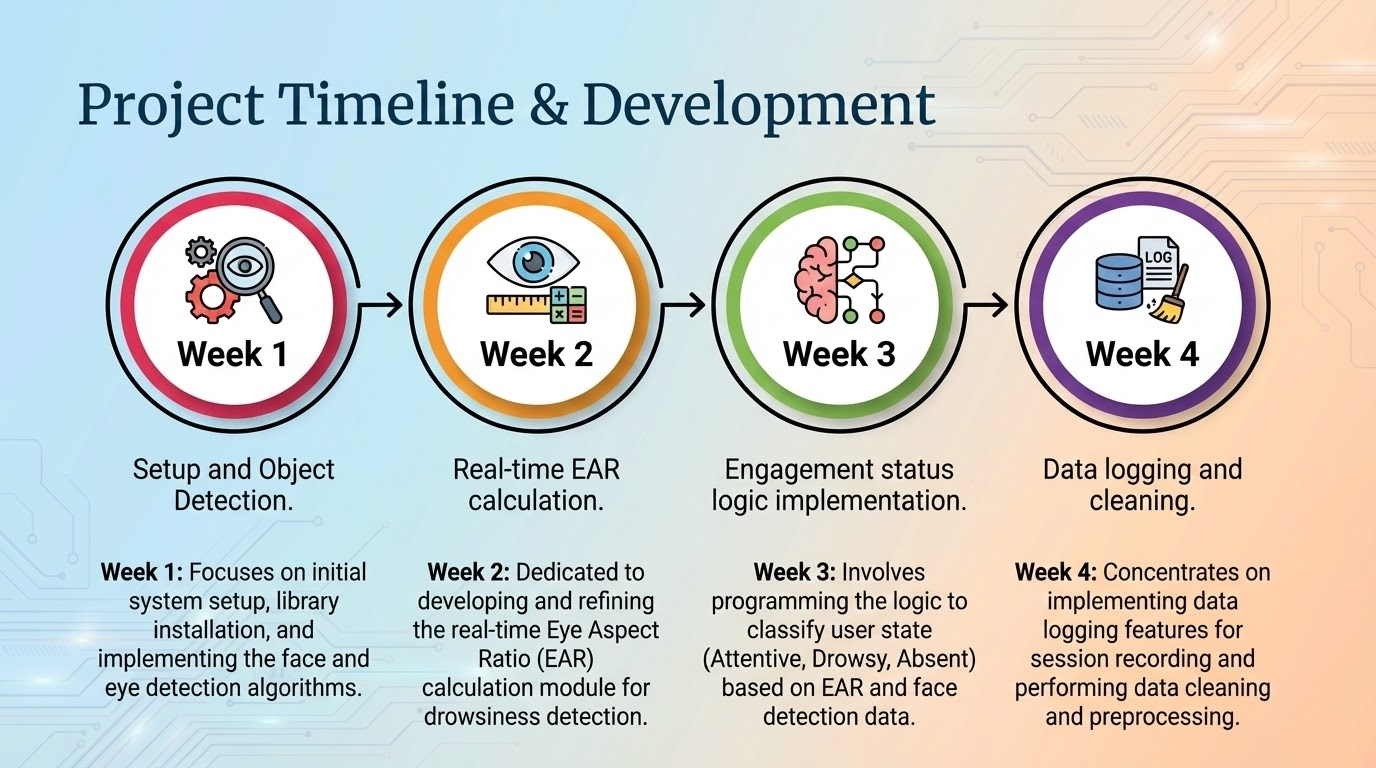 Project Timeline & Development
LOG
Week 1
Week 2
Week 3
Week 4
Setup and Object
Detection.
Real-time EAR
calculation.
Engagement status
logic implementation.
Data logging and
cleaning.
Week 1: Focuses on initial
system setup, library
installation, and
implementing the face and
eye detection algorithms.
Week 2: Dedicated to
developing and refining
the real-time Eye Aspect
Ratio (EAR)
calculation module for
drowsiness detection.
Week 3: Involves
programming the logic to
classify user state
(Attentive, Drowsy, Absent)
based on EAR and face
detection data.
Week 4: Concentrates on
implementing data
logging features for
session recording and
performing data cleaning
and preprocessing.